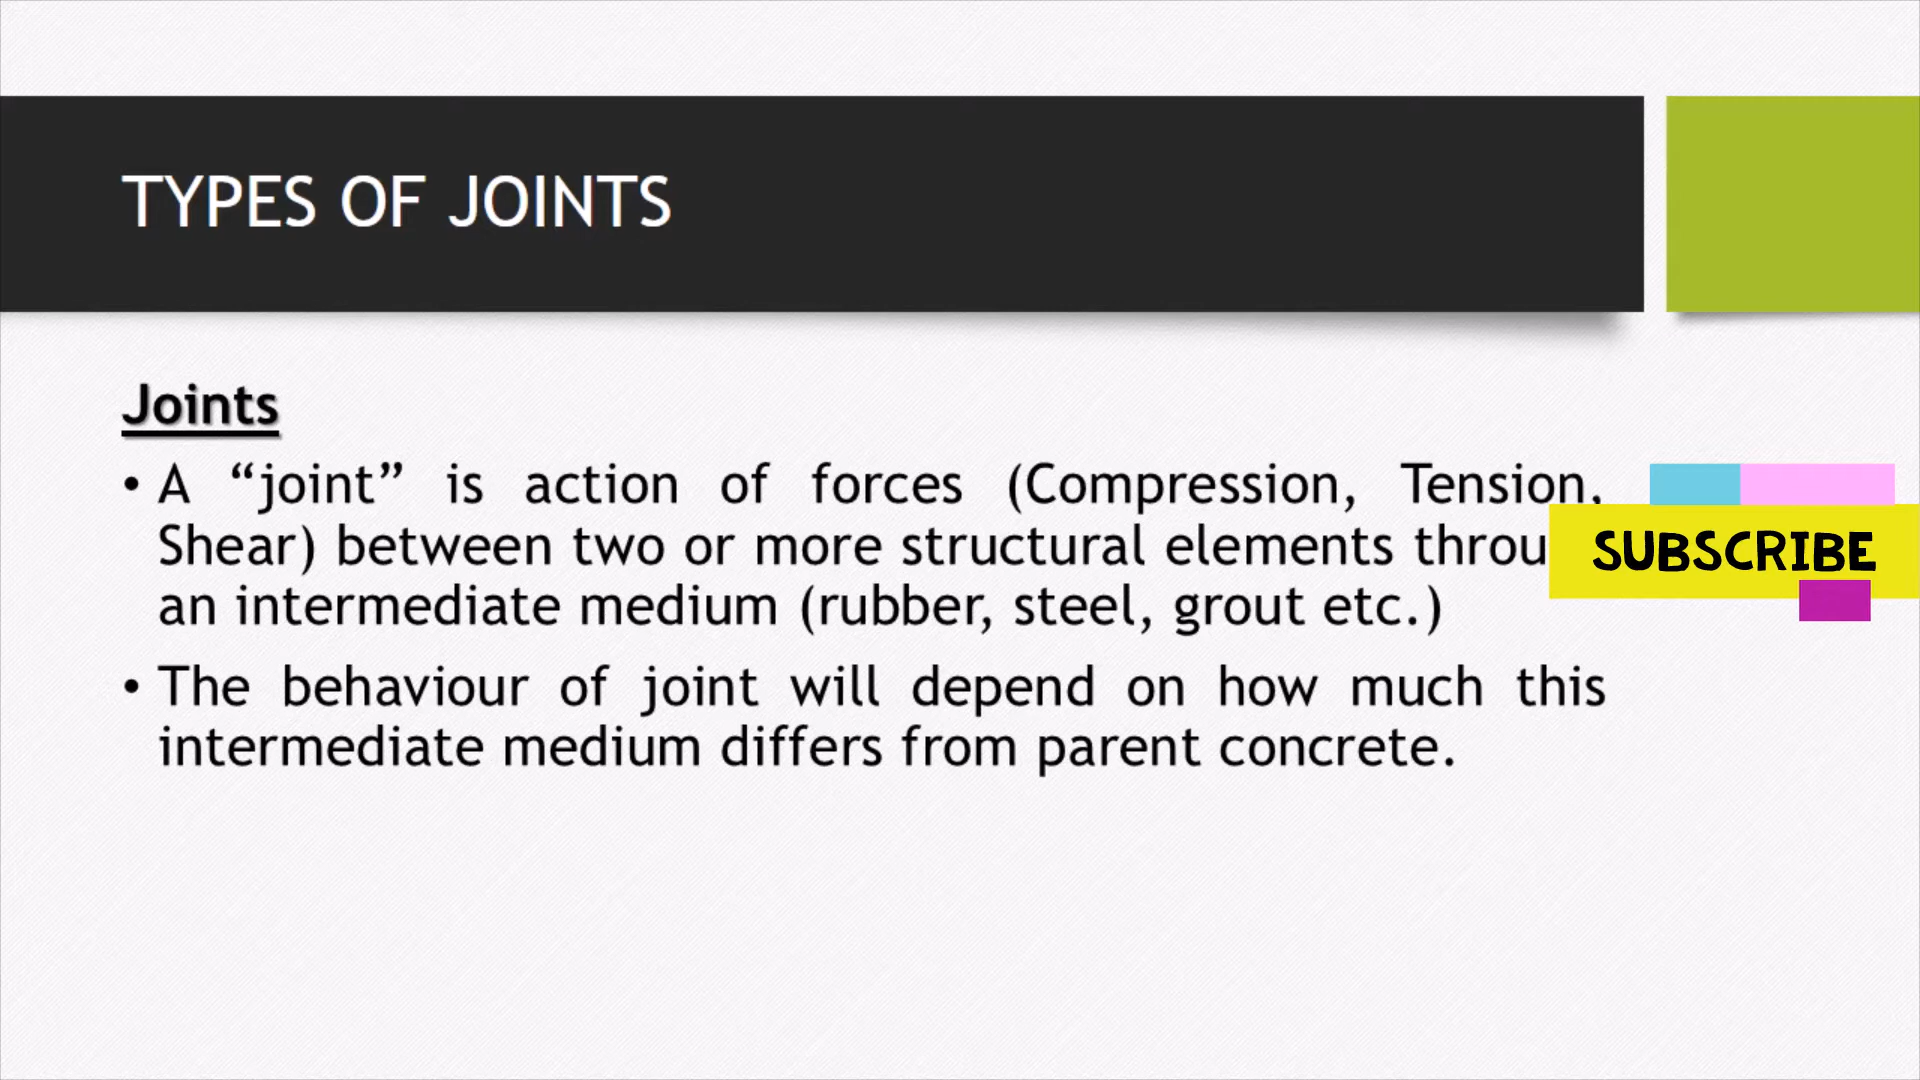 TYPES OF JOINTS
Joints
• A “joint” is action of forces (Compression, Tension,
Shear) between two or more structural elements
an intermediate medium (rubber, steel, grout etc.)
• The behaviour of joint will depend on how much this
intermediate medium differs from parent concrete.
SUBSCRIBE